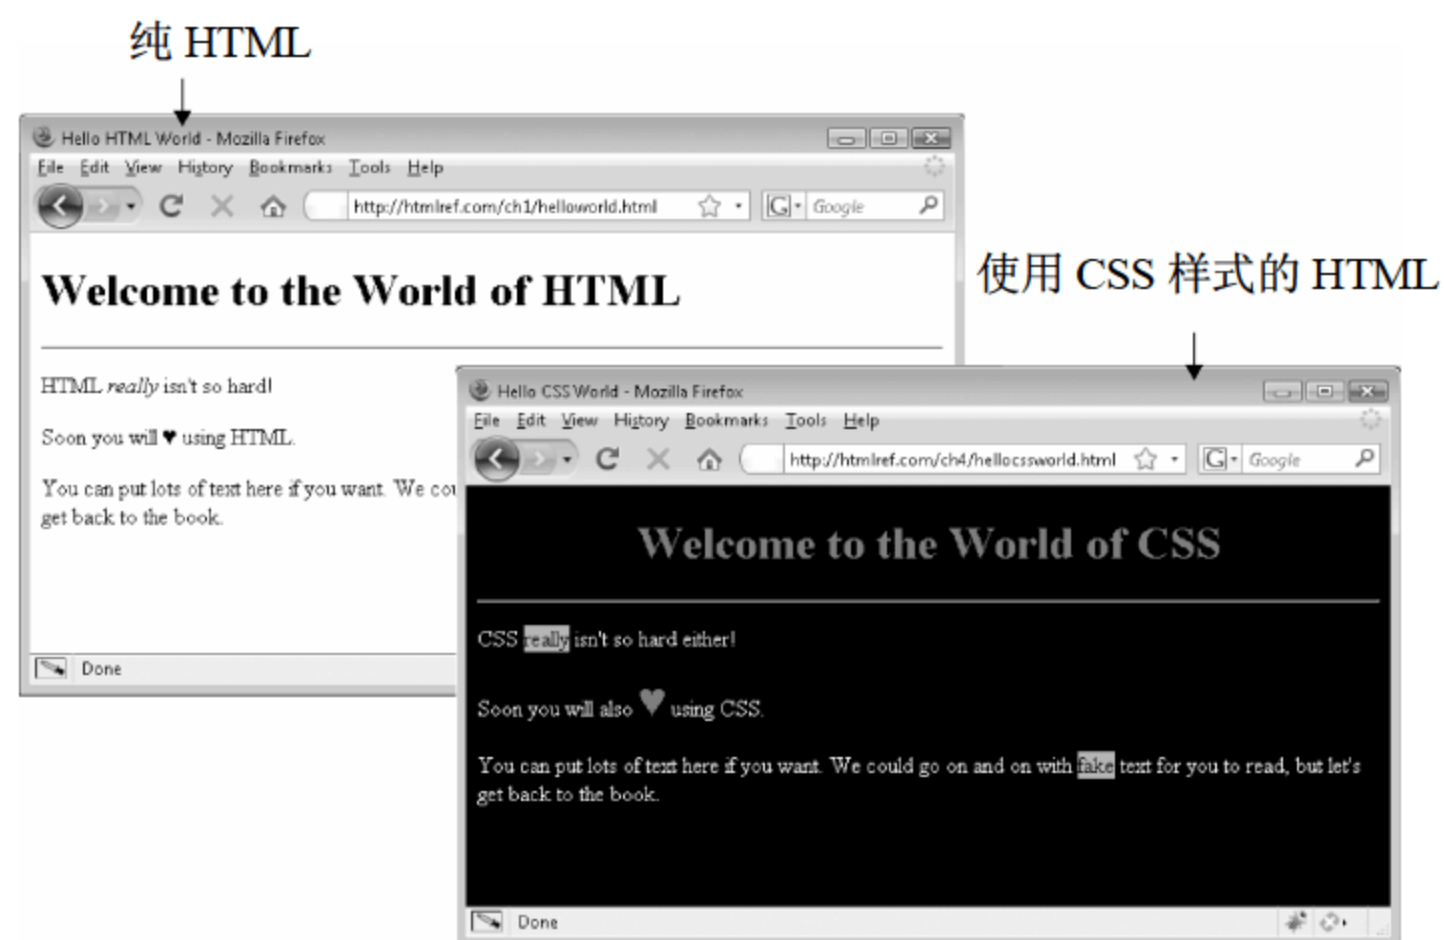 纯 HTML
Hello HTML World - Mozilla Firefox
File Edit View History Bookmarks Tools Help
http://htmlref.com/ch1/helloworld.html G Google
Welcome to the World of HTML
HTML really isn't so hard!
Soon you will ♥ using HTML.
You can put lots of text here if you want. We cou
get back to the book.
Done
使用 CSS 样式的 HTML
Hello CSS World - Mozilla Firefox
File Edit View History Bookmarks Tools Help
http://htmlref.com/ch4/hellocssworld.html G Google
Welcome to the World of CSS
CSS really isn't so hard either!
Soon you will also ♥ using CSS.
You can put lots of text here if you want. We could go on and on with fake text for you to read, but let's
get back to the book.
Done